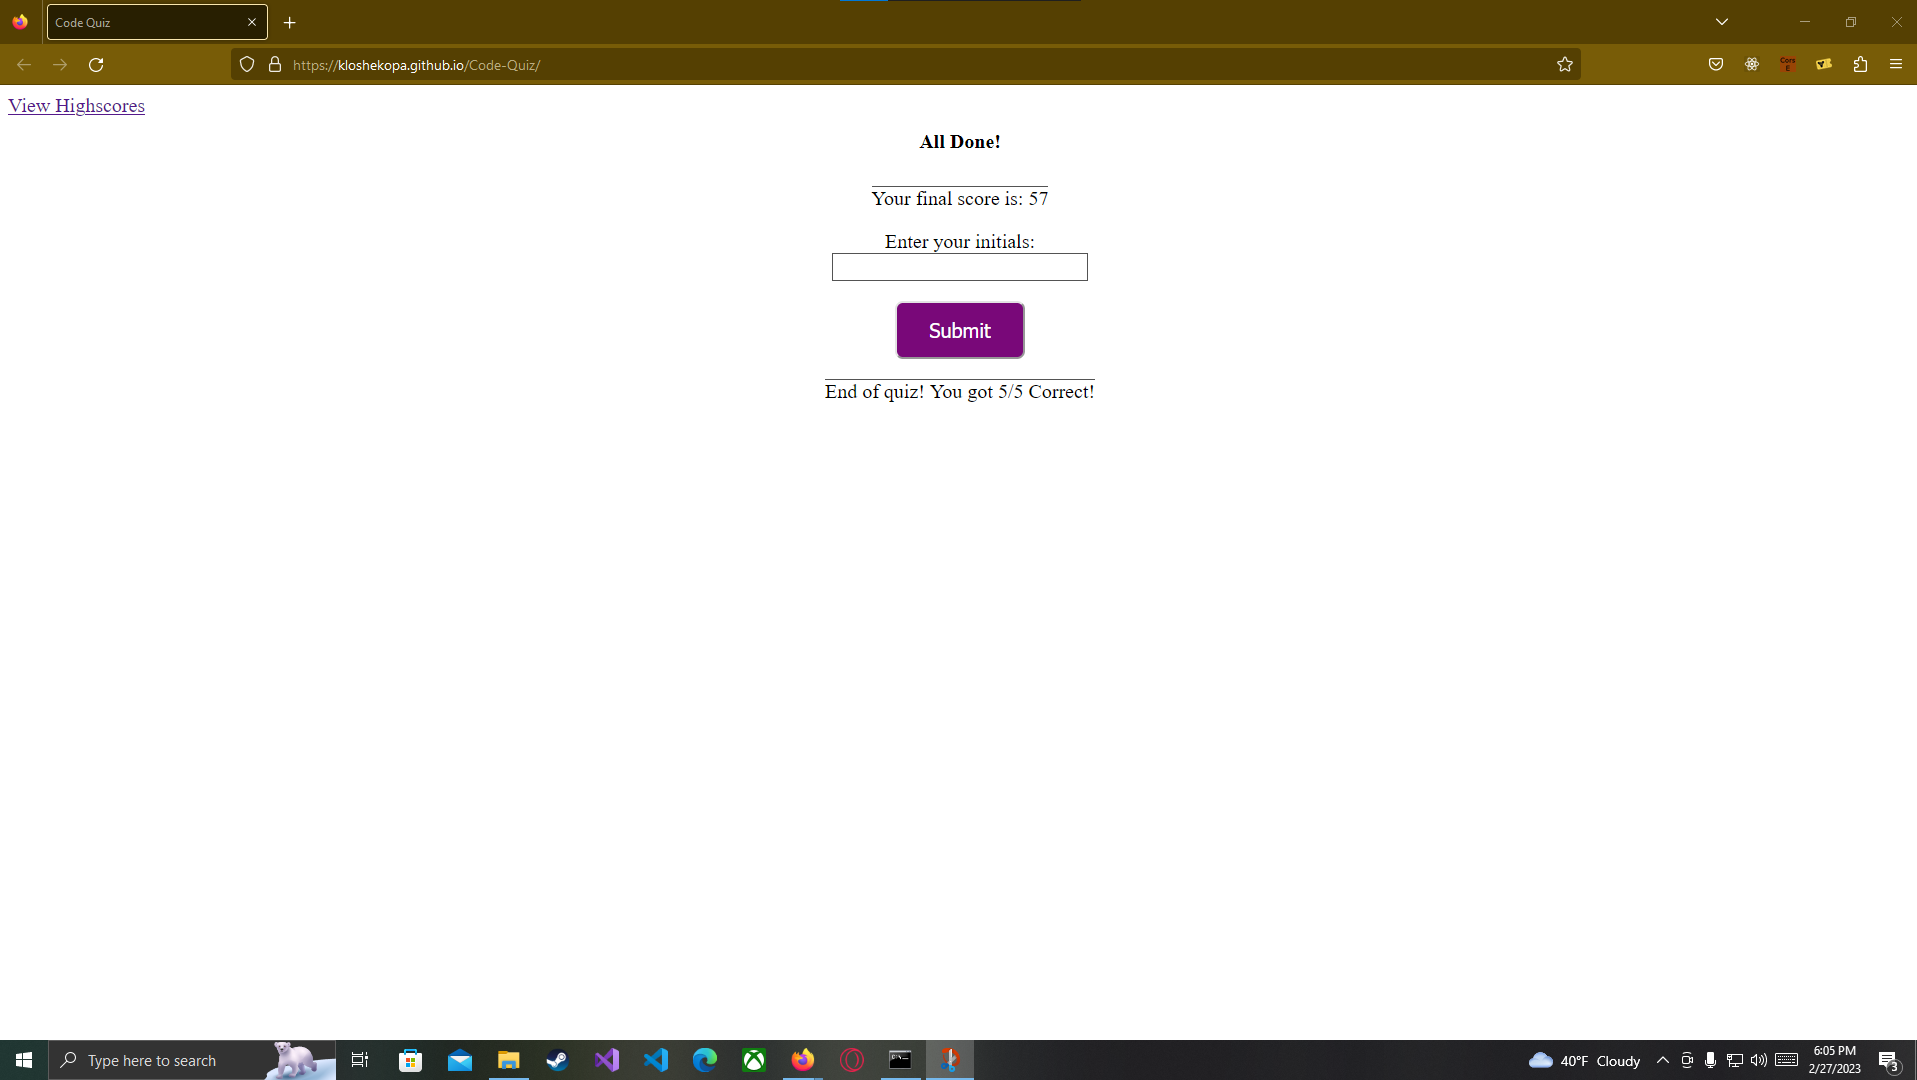 Code Quiz
https://kloshekopa.github.io/Code-Quiz/
Cors
E
View Highscores
All Done!
Your final score is: 57
Enter your initials:
Submit
End of quiz! You got 5/5 Correct!
Type here to search
40°F Cloudy
6:05 PM
2/27/2023
3